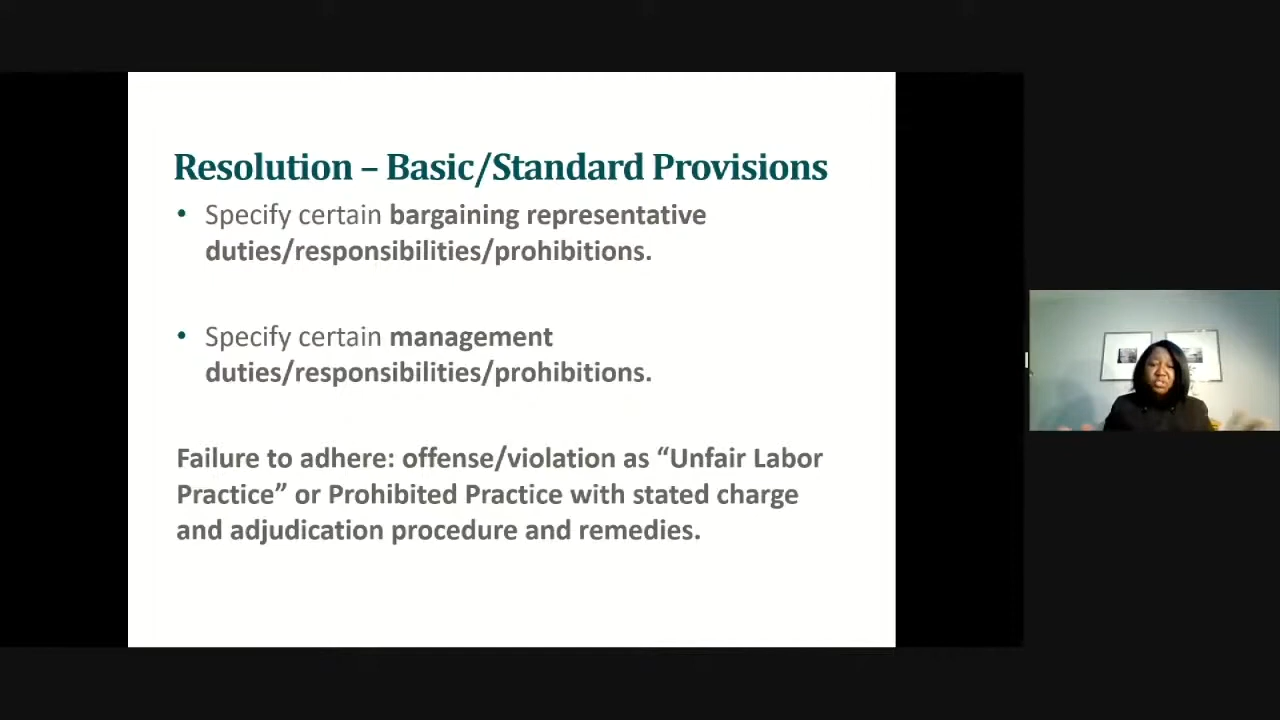 Resolution – Basic/Standard Provisions
• Specify certain bargaining representative
duties/responsibilities/prohibitions.
• Specify certain management
duties/responsibilities/prohibitions.
Failure to adhere: offense/violation as “Unfair Labor
Practice” or Prohibited Practice with stated charge
and adjudication procedure and remedies.